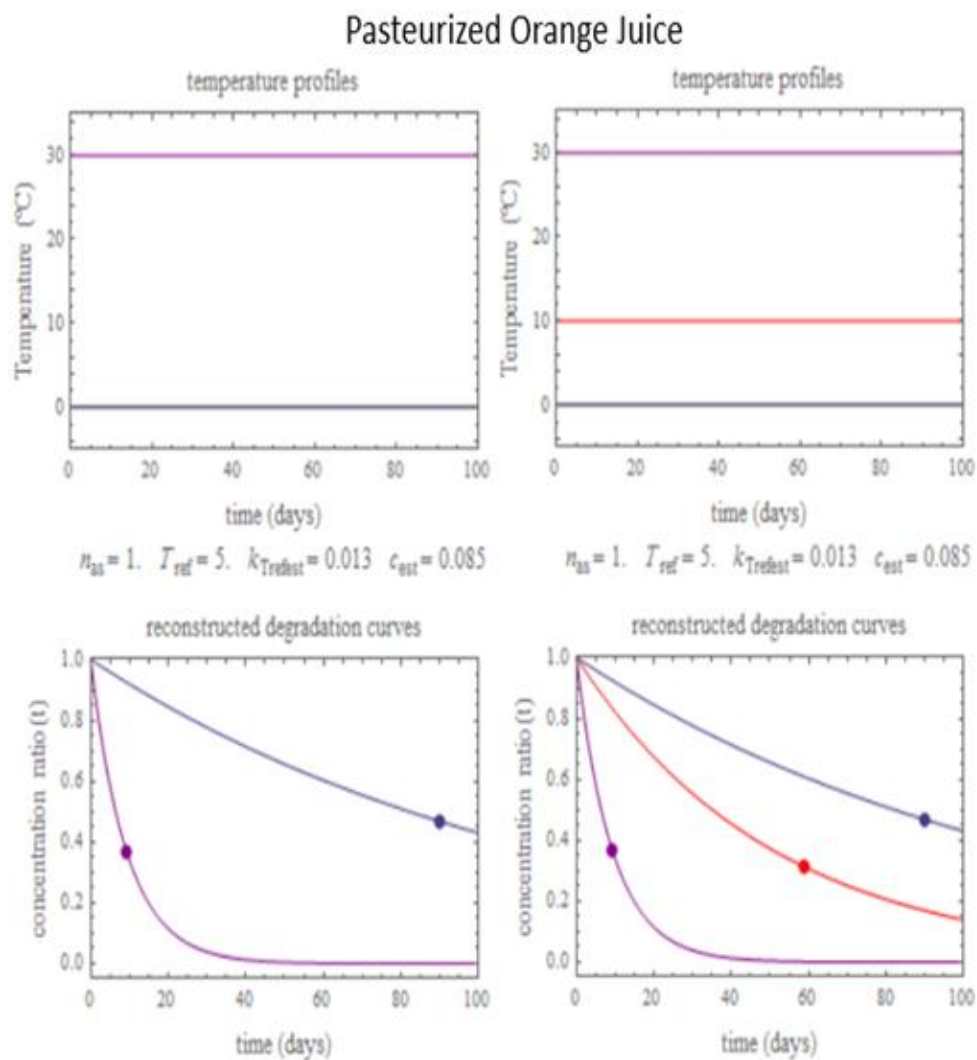 Pasteurized Orange Juice
temperature profiles
Temperature (°C)
30
20
10
0
0 20 40 60 80 100
time (days)
n_as = 1. T_ref = 5. k_Trefest = 0.013 c_est = 0.085
reconstructed degradation curves
concentration ratio (t)
1.0
0.8
0.6
0.4
0.2
0.0
0 20 40 60 80 100
time (days)
temperature profiles
Temperature (°C)
30
20
10
0
0 20 40 60 80 100
time (days)
n_as = 1. T_ref = 5. k_Trefest = 0.013 c_est = 0.085
reconstructed degradation curves
concentration ratio (t)
1.0
0.8
0.6
0.4
0.2
0.0
0 20 40 60 80 100
time (days)